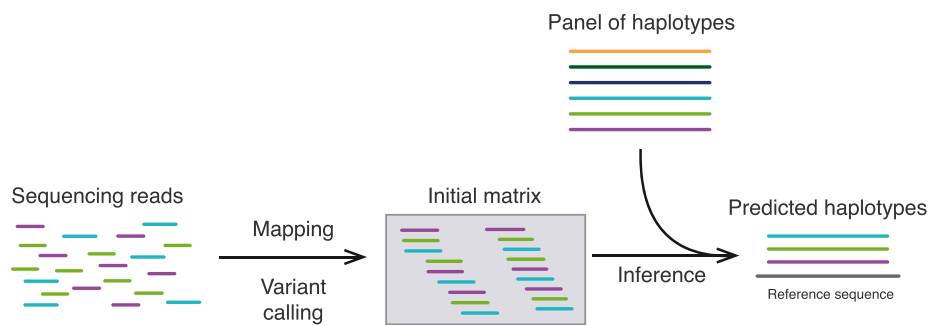 Panel of haplotypes
Sequencing reads
Mapping
Variant
calling
Initial matrix
Inference
Predicted haplotypes
Reference sequence